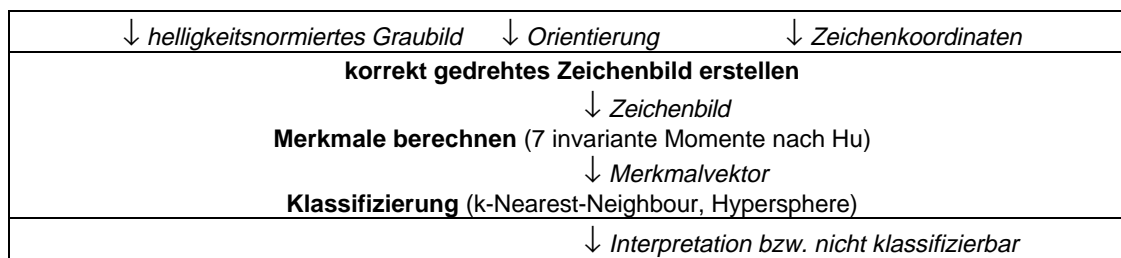 ↓ helligkeitsnormiertes Graubild ↓ Orientierung ↓ Zeichenkoordinaten
korrekt gedrehtes Zeichenbild erstellen
↓ Zeichenbild
Merkmale berechnen (7 invariante Momente nach Hu)
↓ Merkmalvektor
Klassifizierung (k-Nearest-Neighbour, Hypersphere)
↓ Interpretation bzw. nicht klassifizierbar